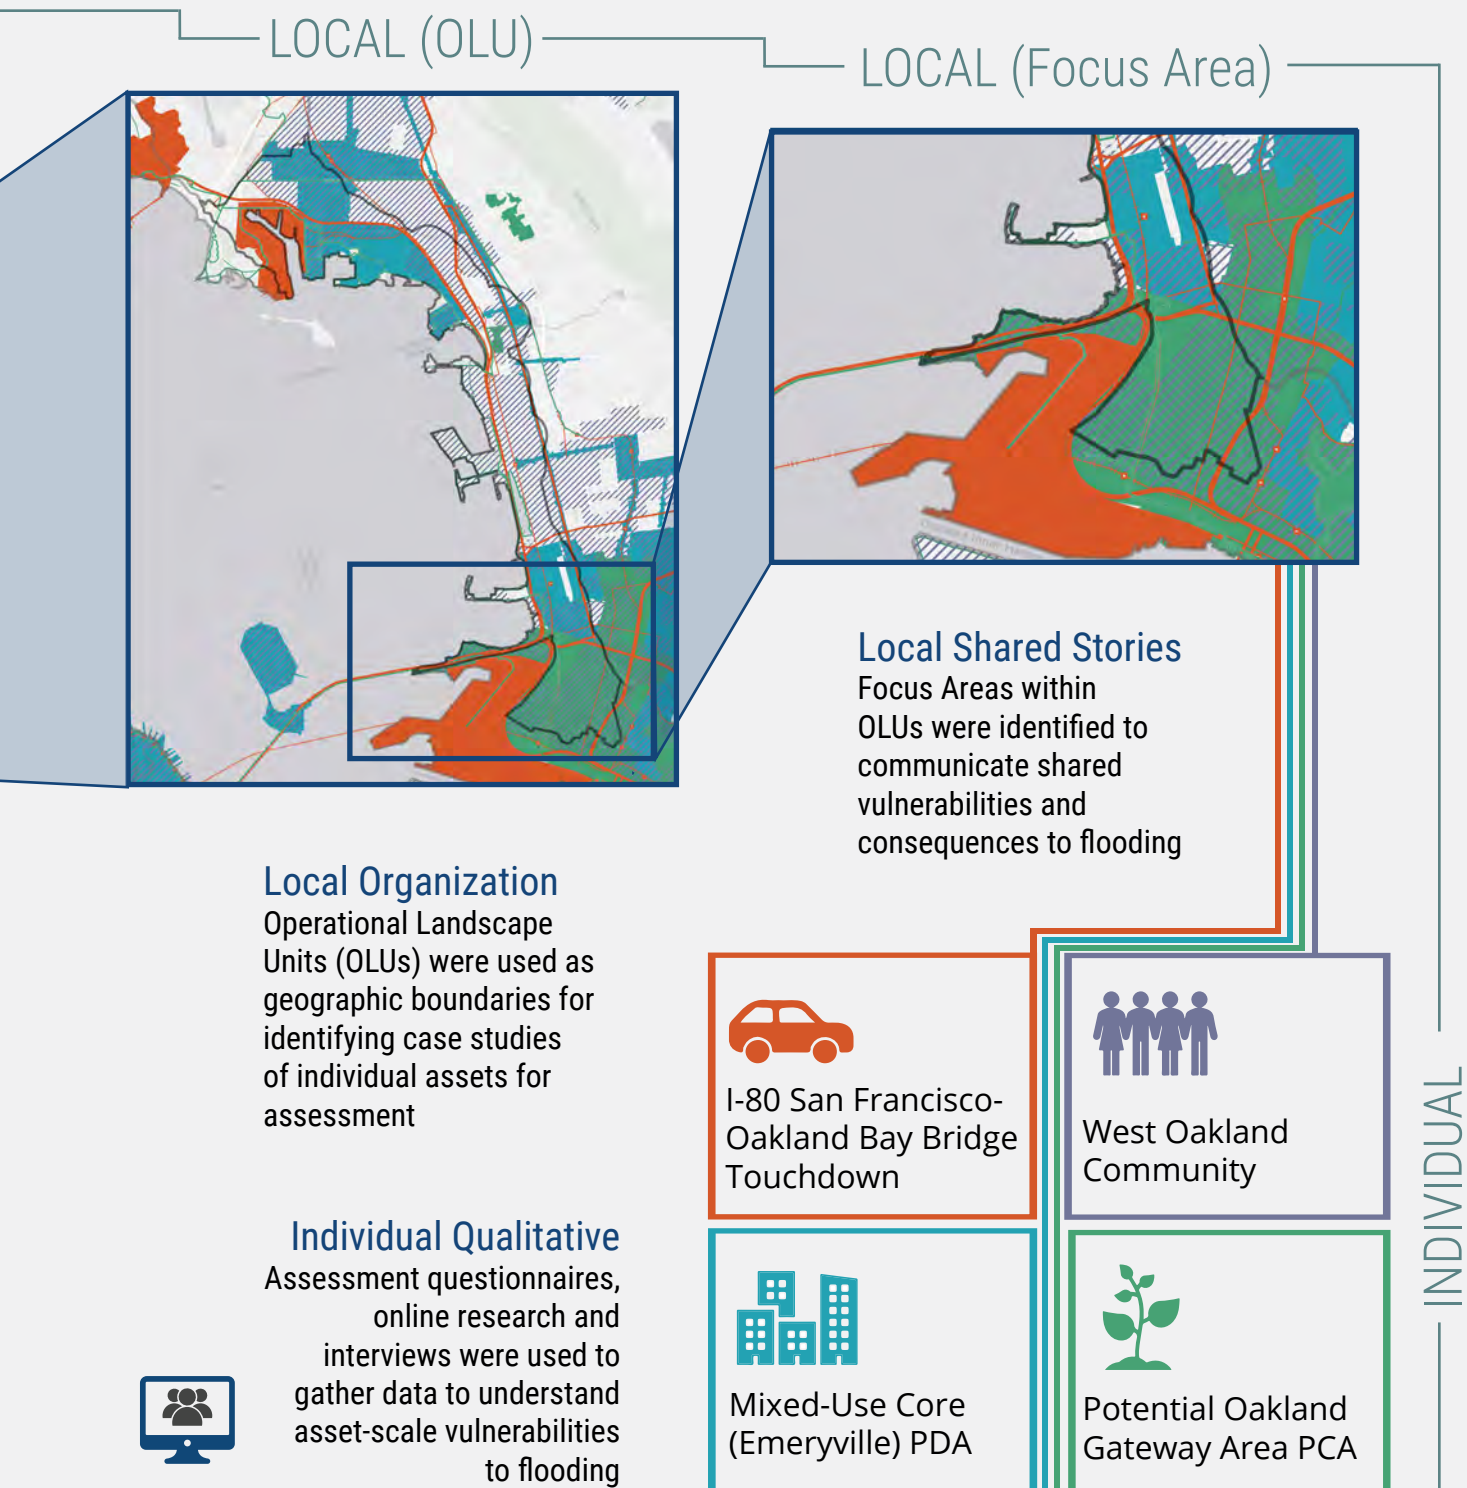 LOCAL (OLU)
LOCAL (Focus Area)
Local Shared Stories
Focus Areas within
OLUs were identified to
communicate shared
vulnerabilities and
consequences to flooding
Local Organization
Operational Landscape
Units (OLUs) were used as
geographic boundaries for
identifying case studies
of individual assets for
assessment
I-80 San Francisco-
Oakland Bay Bridge
Touchdown
West Oakland
Community
INDIVIDUAL
Individual Qualitative
Assessment questionnaires,
online research and
interviews were used to
gather data to understand
asset-scale vulnerabilities
to flooding
Mixed-Use Core
(Emeryville) PDA
Potential Oakland
Gateway Area PCA